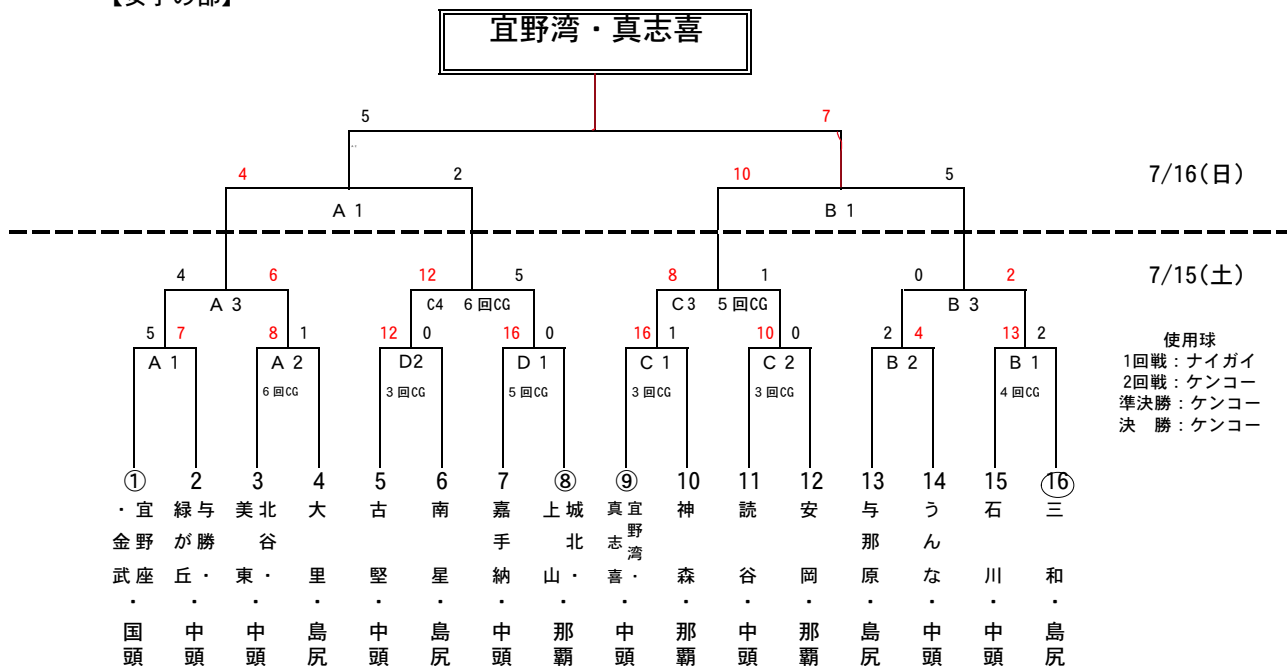 【女子の部】
宜野湾・真志喜
5 7
4 2 10 5 7/16(日)
A 1 B 1
4 6 12 5 8 1 0 2 7/15(土)
A 3 C4 6回CG C3 5回CG B 3
5 7 8 1 12 0 16 0 16 1 10 0 2 4 13 2
A 1 A 2 D2 D 1 C 1 C 2 B 2 B 1
6回CG 3回CG 5回CG 3回CG 3回CG 4回CG
使用球
1回戦：ナイガイ
2回戦：ケンコー
準決勝：ケンコー
決 勝：ケンコー
① 2 3 4 5 6 7 ⑧ ⑨ 10 11 12 13 14 15 ⑯
宜野座・金武・国頭
与勝・緑が丘・中頭
北谷・美東・中頭
大里・島尻
古堅・中頭
南星・島尻
嘉手納・中頭
城北・上山・那覇
宜野湾・真志喜・中頭
神森・那覇
読谷・中頭
安岡・那覇
与那原・島尻
うんな・中頭
石川・中頭
三和・島尻